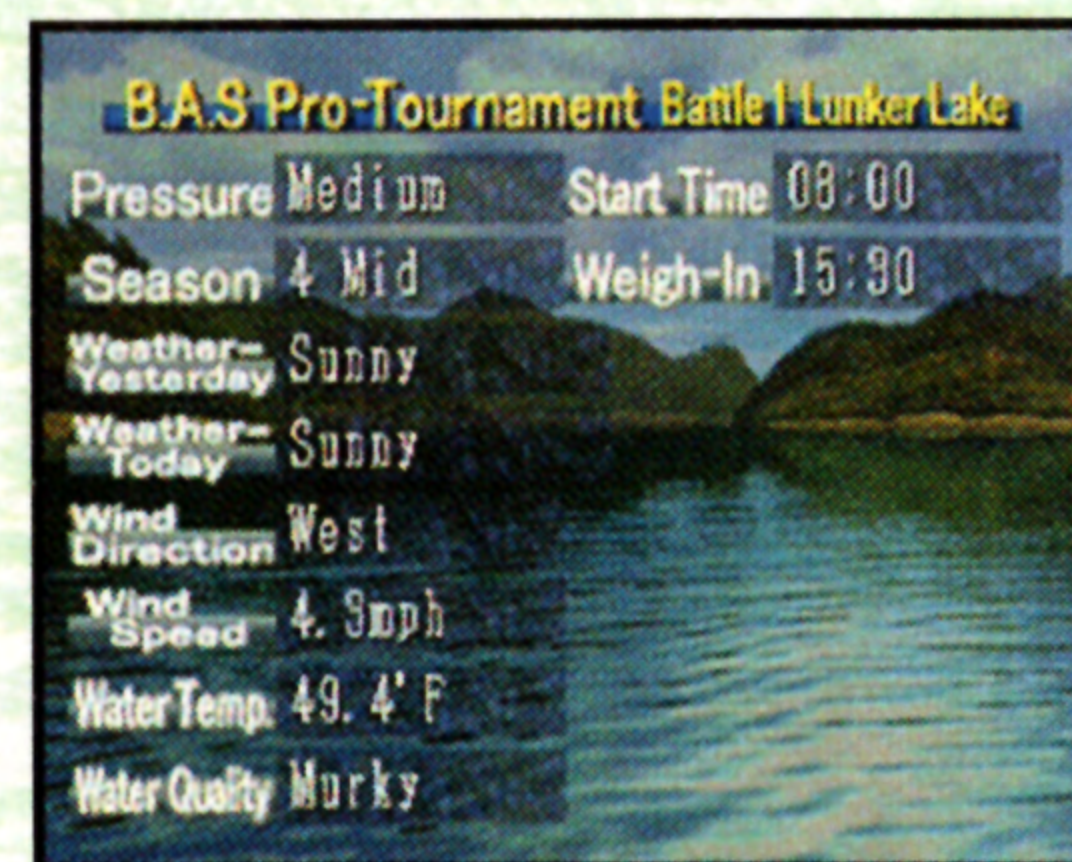 B.A.S Pro-Tournament Battle 1 Lunker Lake
Pressure Medium Start Time 08:00
Season 4 Mid Weigh-In 15:30
Weather-Yesterday Sunny
Weather-Today Sunny
Wind Direction West
Wind Speed 4.9mph
Water Temp. 49.4°F
Water Quality Murky